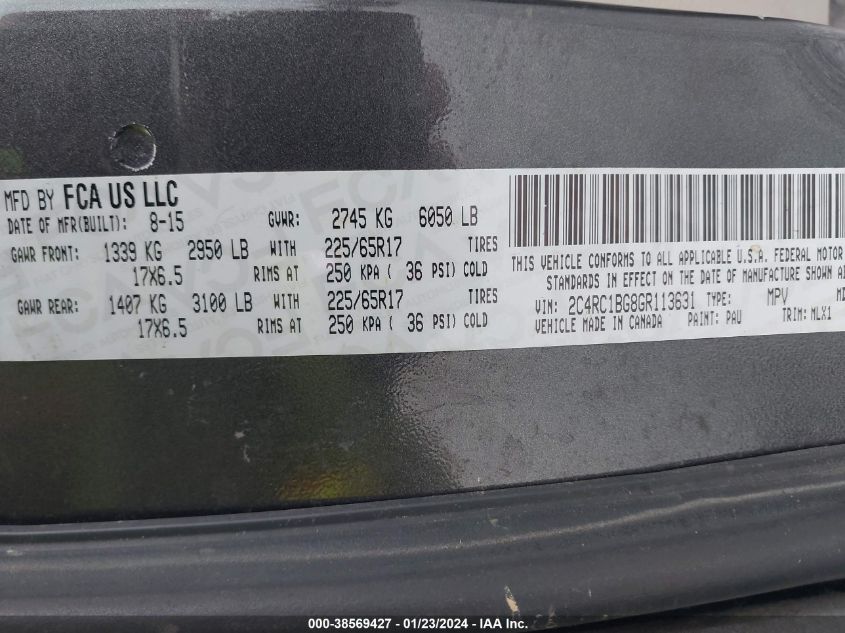 MFD BY FCA US LLC
DATE OF MFR(BUILT): 8-15 GVWR: 2745 KG 6050 LB
GAWR FRONT: 1339 KG 2950 LB WITH 225/65R17 TIRES
17X6.5 RIMS AT 250 KPA ( 36 PSI) COLD
GAWR REAR: 1407 KG 3100 LB WITH 225/65R17 TIRES
17X6.5 RIMS AT 250 KPA ( 36 PSI) COLD
THIS VEHICLE CONFORMS TO ALL APPLICABLE U.S.A. FEDERAL MOTOR
STANDARDS IN EFFECT ON THE DATE OF MANUFACTURE SHOWN
VIN: 2C4RC1BG8GR113631 TYPE: MPV
VEHICLE MADE IN CANADA PAINT: PAU TRIM: MLX1
000-38569427 - 01/23/2024 - IAA Inc.